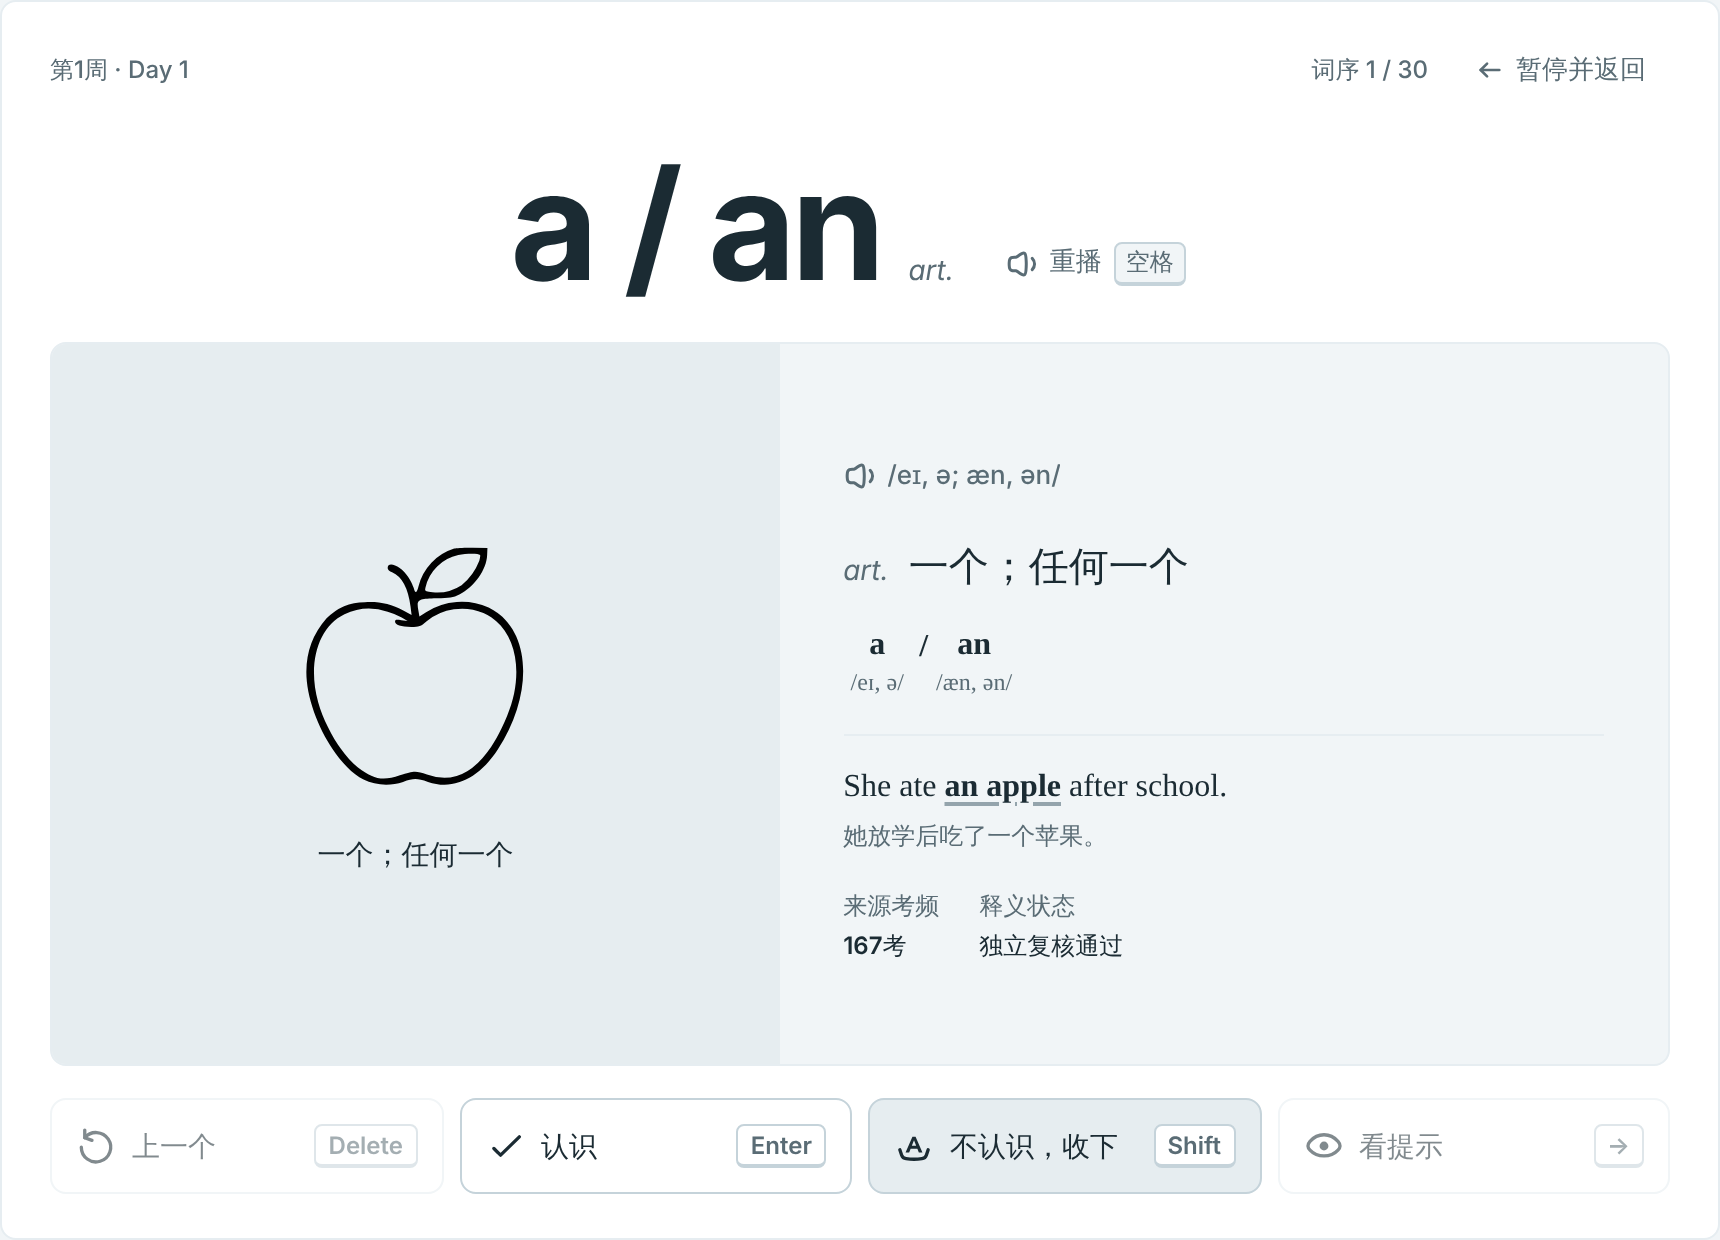 第1周 · Day 1
词序 1 / 30 ← 暂停并返回
a / an art. 重播 空格
/eɪ, ə; æn, ən/
art. 一个；任何一个
a / an
/eɪ, ə/ /æn, ən/
She ate an apple after school.
她放学后吃了一个苹果。
一个；任何一个
来源考频 释义状态
167考 独立复核通过
上一个 Delete
认识 Enter
不认识，收下 Shift
看提示 →